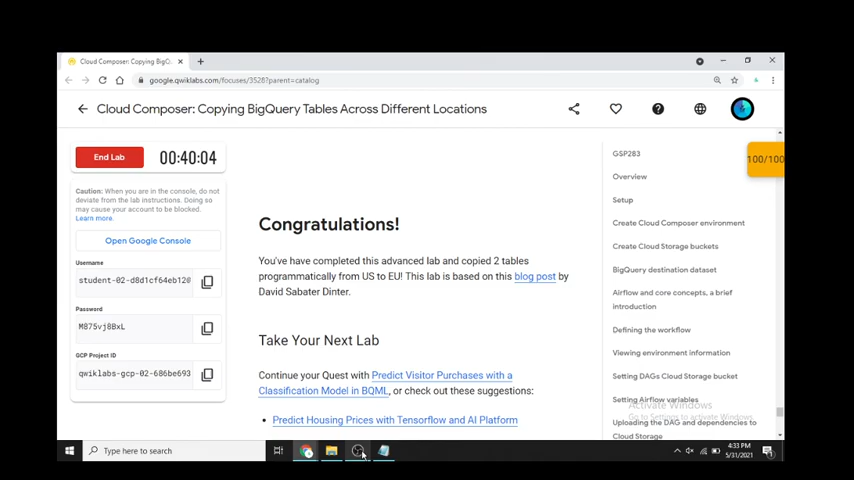 Cloud Composer: Copying BigQ
google.qwiklabs.com/focuses/3528?parent=catalog
Cloud Composer: Copying BigQuery Tables Across Different Locations
End Lab
00:40:04
Caution: When you are in the console, do not
deviate from the lab instructions. Doing so
may cause your account to be blocked.
Learn more.
Open Google Console
Username
student-02-d8d1cf64eb120
Password
M875vj8BxL
GCP Project ID
qwiklabs-gcp-02-686be693
Congratulations!
You've have completed this advanced lab and copied 2 tables
programmatically from US to EU! This lab is based on this blog post by
David Sabater Dinter.
Take Your Next Lab
Continue your Quest with Predict Visitor Purchases with a
Classification Model in BQML, or check out these suggestions:
• Predict Housing Prices with Tensorflow and AI Platform
GSP283
100/100
Overview
Setup
Create Cloud Composer environment
Create Cloud Storage buckets
BigQuery destination dataset
Airflow and core concepts, a brief
introduction
Defining the workflow
Viewing environment information
Setting DAGs Cloud Storage bucket
Setting Airflow variables
Uploading the DAG and dependencies to
Cloud Storage
Activate Windows
Go to Settings to activate Windows.
Type here to search
4:33 PM
5/31/2021